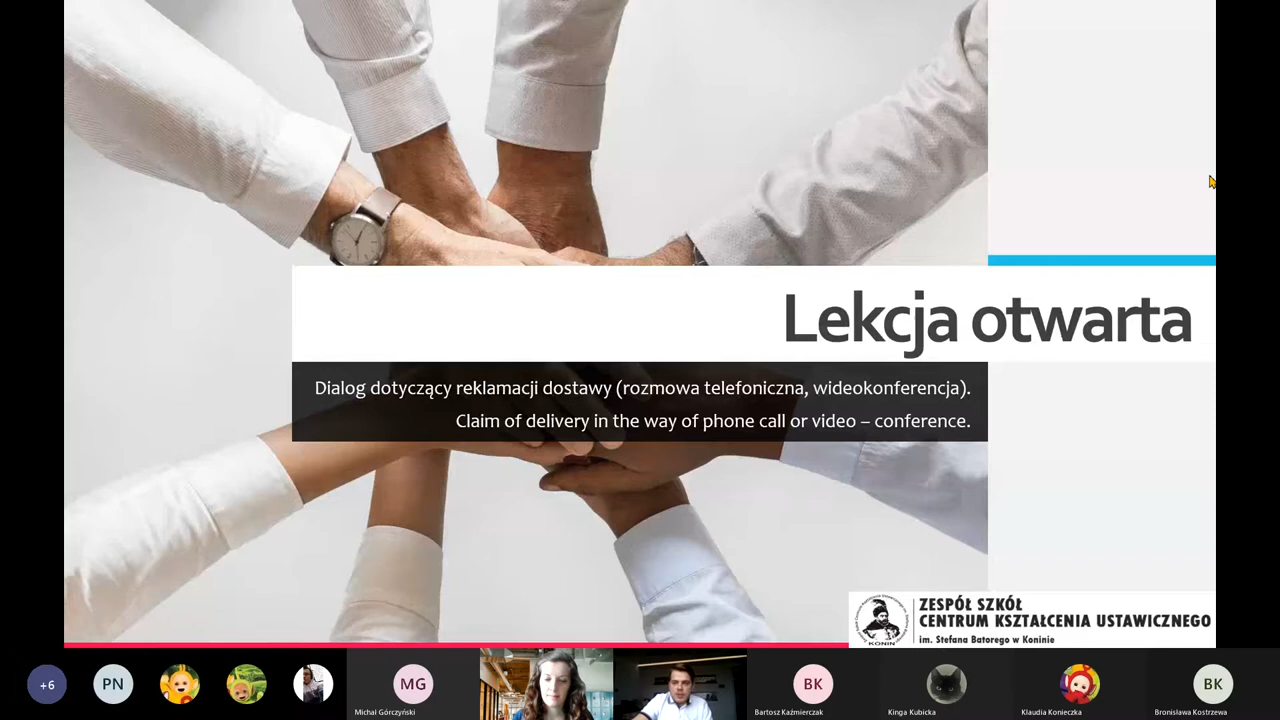 Lekcja otwarta
Dialog dotyczący reklamacji dostawy (rozmowa telefoniczna, wideokonferencja).
Claim of delivery in the way of phone call or video – conference.
ZESPÓŁ SZKÓŁ
CENTRUM KSZTAŁCENIA USTAWICZNEGO
im. Stefana Batorego w Koninie
KONIN
+6
PN
MG
Michał Górczyński
BK
Bartosz Kaźmierczak
Kinga Kubicka
Klaudia Konieczka
BK
Bronisława Kostrzewa